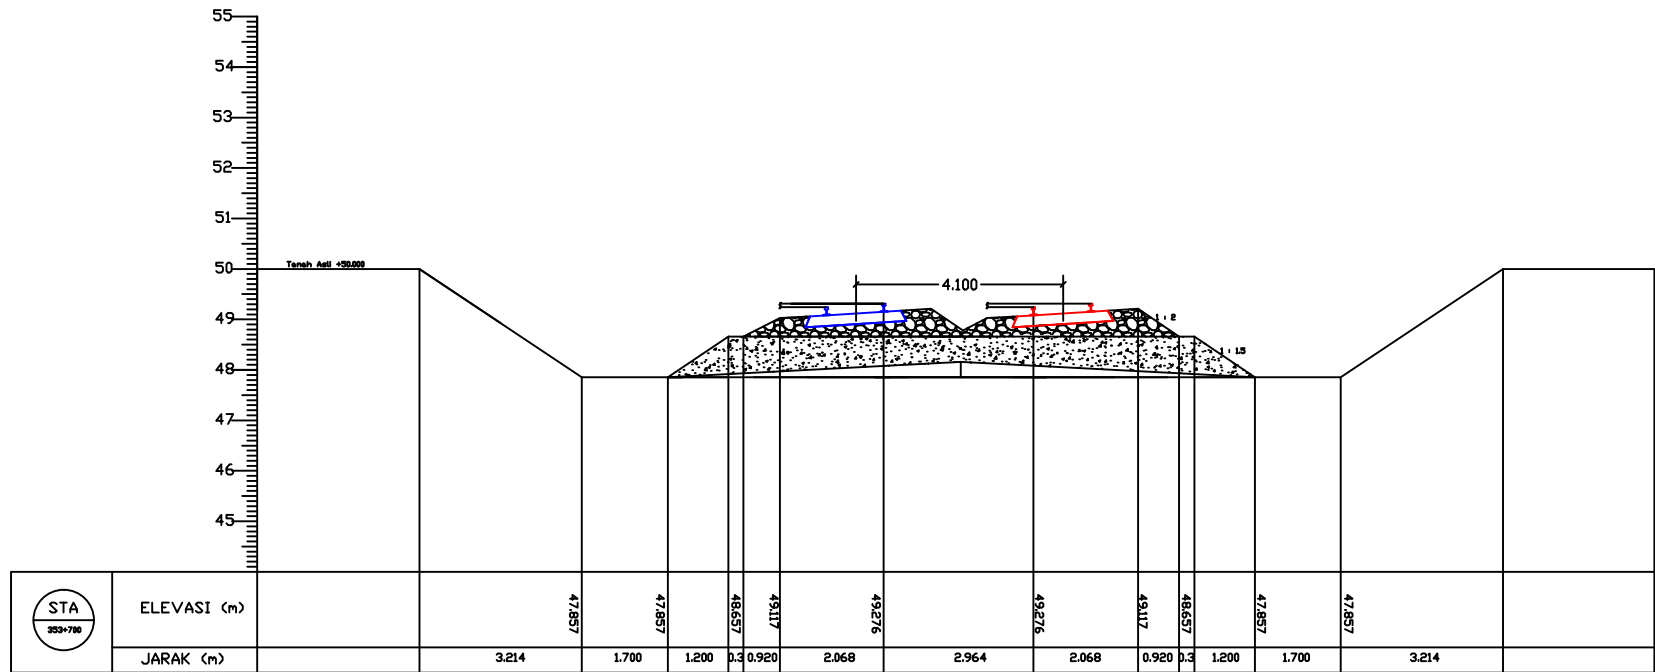 55
54
53
52
51
50
49
48
47
46
45
Tanah Asli +50.000
4.100
1 : 2
1 : 1.5
STA
353+700
ELEVASI (m)
47.857 47.857 48.657 49.117 49.276 49.276 49.117 48.657 47.857 47.857
JARAK (m)
3.214 1.700 1.200 0.3 0.920 2.068 2.964 2.068 0.920 0.3 1.200 1.700 3.214